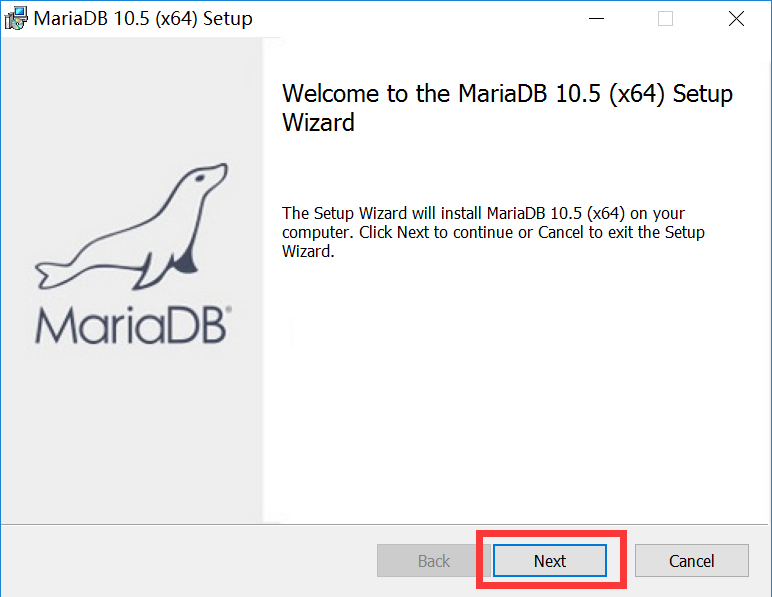 MariaDB 10.5 (x64) Setup
Welcome to the MariaDB 10.5 (x64) Setup
Wizard
The Setup Wizard will install MariaDB 10.5 (x64) on your
computer. Click Next to continue or Cancel to exit the Setup
Wizard.
MariaDB®
Back
Next
Cancel